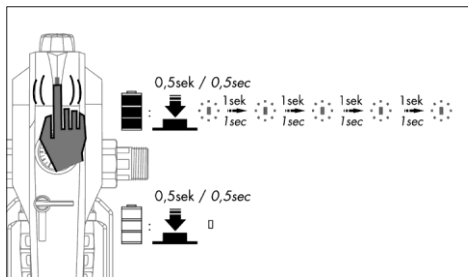 0,5sek / 0,5sec
: 1sek 1sek 1sek 1sek
1sec 1sec 1sec 1sec
0,5sek / 0,5sec
: